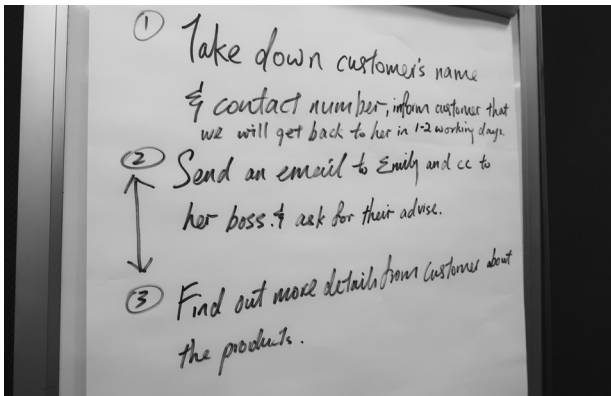 ① Take down customer's name
& contact number, inform customer that
we will get back to her in 1-2 working days.
② Send an email to Emily and cc to
her boss. & ask for their advise.
③ Find out more details from customer about
the products.